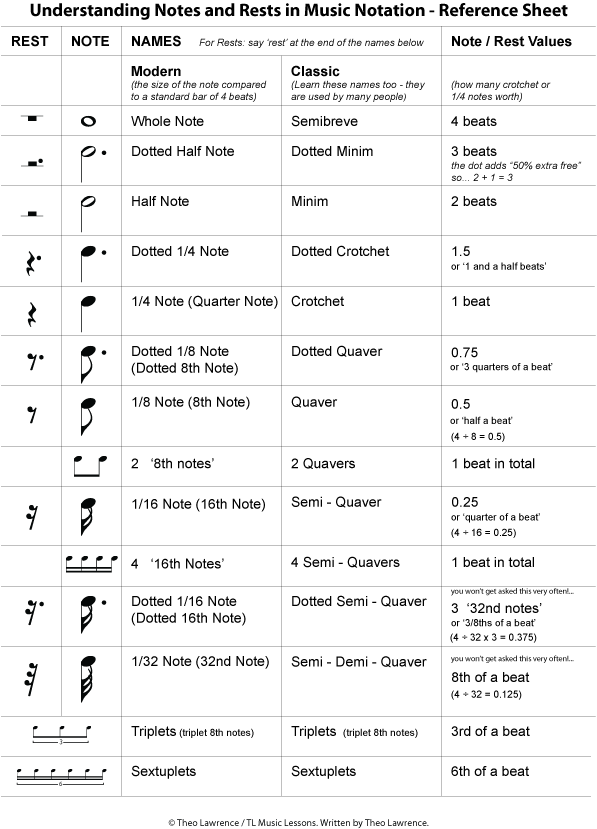 Understanding Notes and Rests in Music Notation - Reference Sheet
REST NOTE NAMES For Rests: say ‘rest’ at the end of the names below Note / Rest Values
Modern
(the size of the note compared
to a standard bar of 4 beats)
Classic
(Learn these names too - they
are used by many people)
(how many crotchet or
1/4 notes worth)
Whole Note Semibreve 4 beats
Dotted Half Note Dotted Minim 3 beats
the dot adds “50% extra free”
so... 2 + 1 = 3
Half Note Minim 2 beats
Dotted 1/4 Note Dotted Crotchet 1.5
or ‘1 and a half beats’
1/4 Note (Quarter Note) Crotchet 1 beat
Dotted 1/8 Note
(Dotted 8th Note)
Dotted Quaver
0.75
or ‘3 quarters of a beat’
1/8 Note (8th Note) Quaver 0.5
or ‘half a beat’
(4 ÷ 8 = 0.5)
2 ‘8th notes’ 2 Quavers 1 beat in total
1/16 Note (16th Note) Semi - Quaver 0.25
or ‘quarter of a beat’
(4 ÷ 16 = 0.25)
4 ‘16th Notes’ 4 Semi - Quavers 1 beat in total
Dotted 1/16 Note
(Dotted 16th Note)
Dotted Semi - Quaver
you won't get asked this very often!...
3 ‘32nd notes’
or ‘3/8ths of a beat’
(4 ÷ 32 x 3 = 0.375)
1/32 Note (32nd Note) Semi - Demi - Quaver
you won't get asked this very often!...
8th of a beat
(4 ÷ 32 = 0.125)
3
Triplets (triplet 8th notes) Triplets (triplet 8th notes) 3rd of a beat
6
Sextuplets Sextuplets 6th of a beat
© Theo Lawrence / TL Music Lessons. Written by Theo Lawrence.